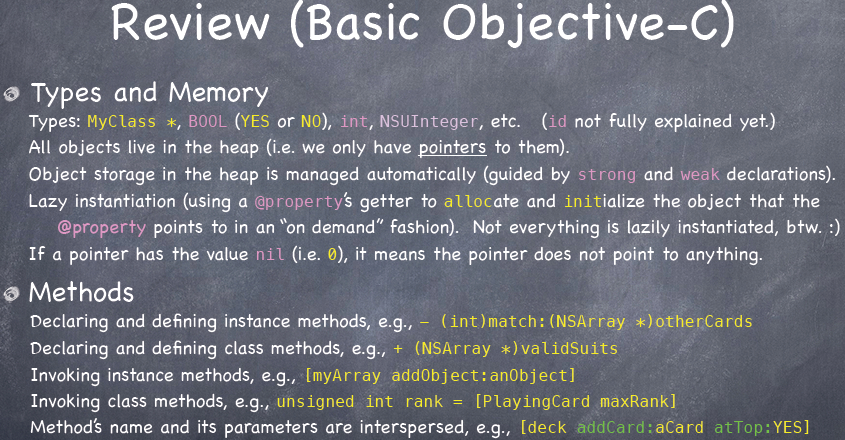 Review (Basic Objective-C)
Types and Memory
Types: MyClass *, BOOL (YES or NO), int, NSUInteger, etc. (id not fully explained yet.)
All objects live in the heap (i.e. we only have pointers to them).
Object storage in the heap is managed automatically (guided by strong and weak declarations).
Lazy instantiation (using a @property's getter to allocate and initialize the object that the
@property points to in an "on demand" fashion). Not everything is lazily instantiated, btw. :)
If a pointer has the value nil (i.e. 0), it means the pointer does not point to anything.
Methods
Declaring and defining instance methods, e.g., – (int)match:(NSArray *)otherCards
Declaring and defining class methods, e.g., + (NSArray *)validSuits
Invoking instance methods, e.g., [myArray addObject:anObject]
Invoking class methods, e.g., unsigned int rank = [PlayingCard maxRank]
Method's name and its parameters are interspersed, e.g., [deck addCard:aCard atTop:YES]